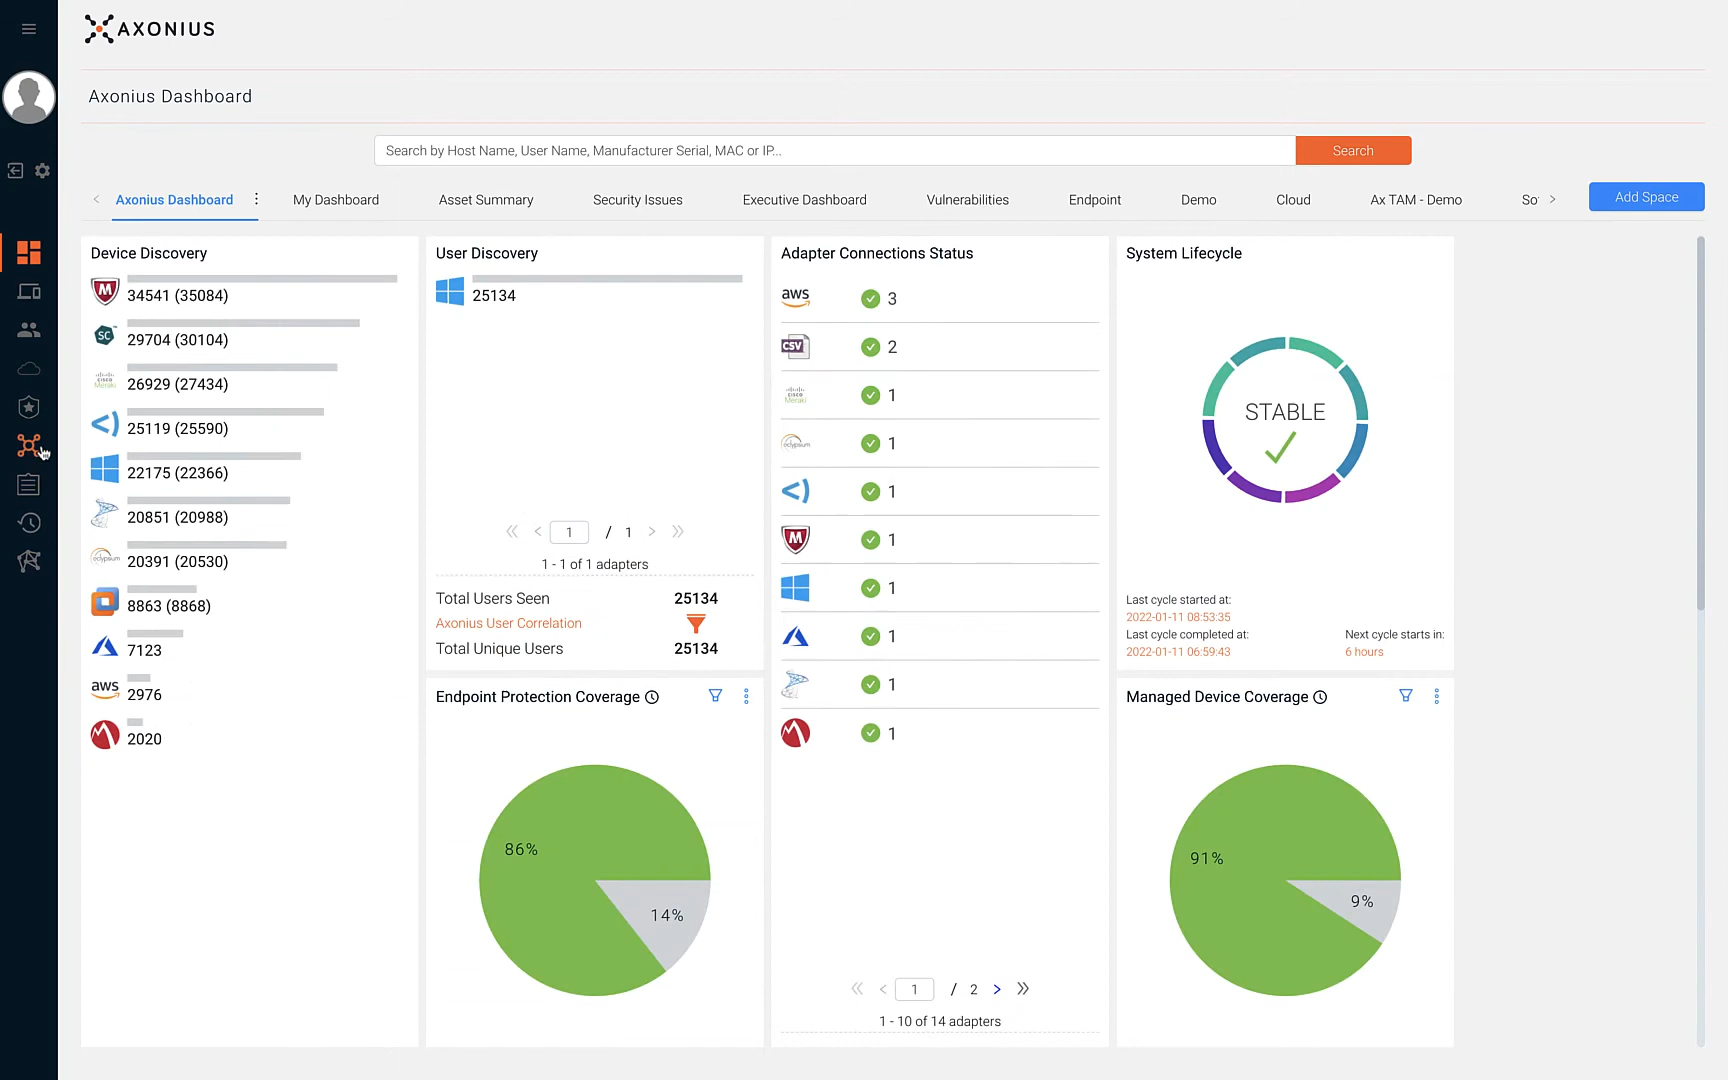 AXONIUS
Axonius Dashboard
Search by Host Name, User Name, Manufacturer Serial, MAC or IP...
Search
Axonius Dashboard
My Dashboard
Asset Summary
Security Issues
Executive Dashboard
Vulnerabilities
Endpoint
Demo
Cloud
Ax TAM - Demo
So
Add Space
Device Discovery
M
34541 (35084)
SC
29704 (30104)
CISCO
Meraki
26929 (27434)
25119 (25590)
22175 (22366)
20851 (20988)
eclypsium
20391 (20530)
8863 (8868)
7123
aws
2976
2020
User Discovery
25134
1 / 1
1 - 1 of 1 adapters
Total Users Seen 25134
Axonius User Correlation
Total Unique Users 25134
Endpoint Protection Coverage
86%
14%
Adapter Connections Status
aws 3
CSV 2
CISCO
Meraki 1
eclypsium 1
1
M 1
1
1
1
1
1 / 2
1 - 10 of 14 adapters
System Lifecycle
STABLE
Last cycle started at:
2022-01-11 08:53:35
Last cycle completed at:
2022-01-11 06:59:43
Next cycle starts in:
6 hours
Managed Device Coverage
91%
9%